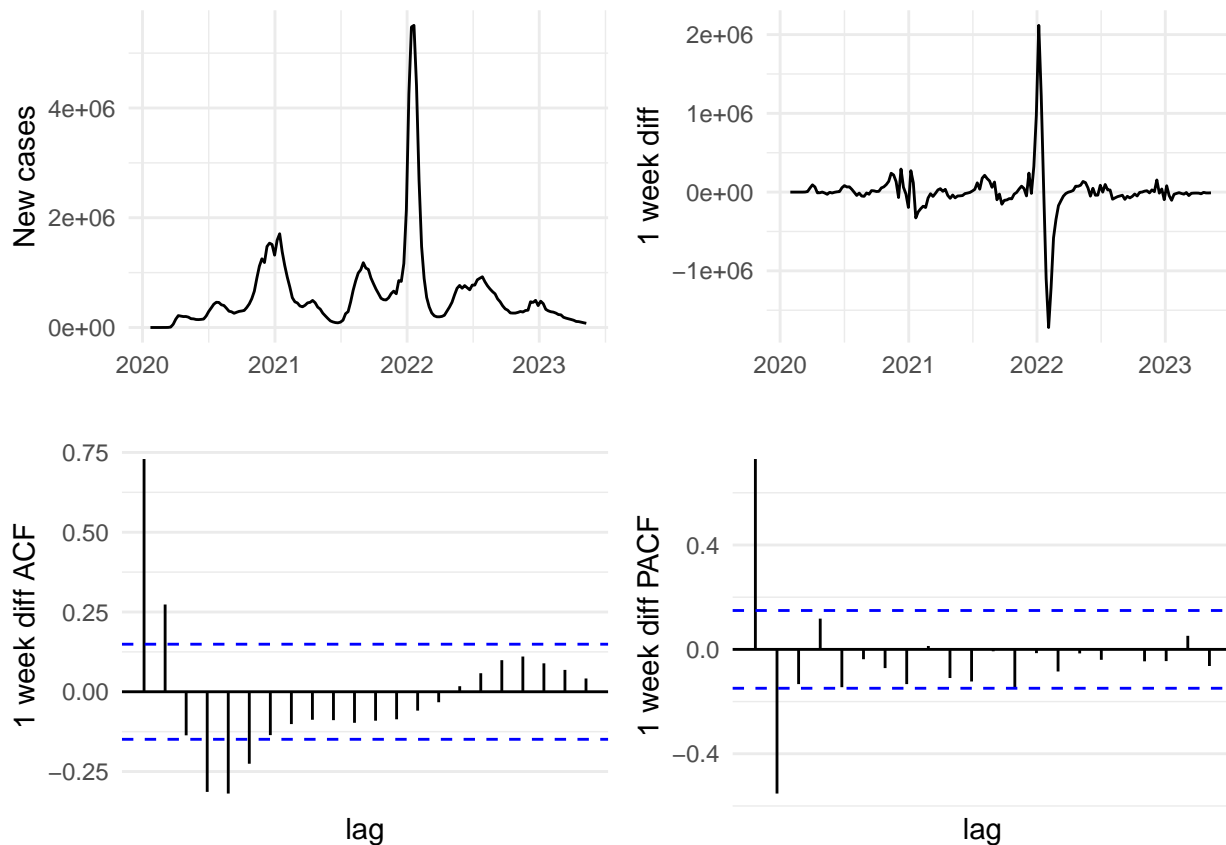 New cases
4e+06
2e+06
0e+00
2020 2021 2022 2023
1 week diff
2e+06
1e+06
0e+00
−1e+06
2020 2021 2022 2023
1 week diff ACF
0.75
0.50
0.25
0.00
−0.25
lag
1 week diff PACF
0.4
0.0
−0.4
lag